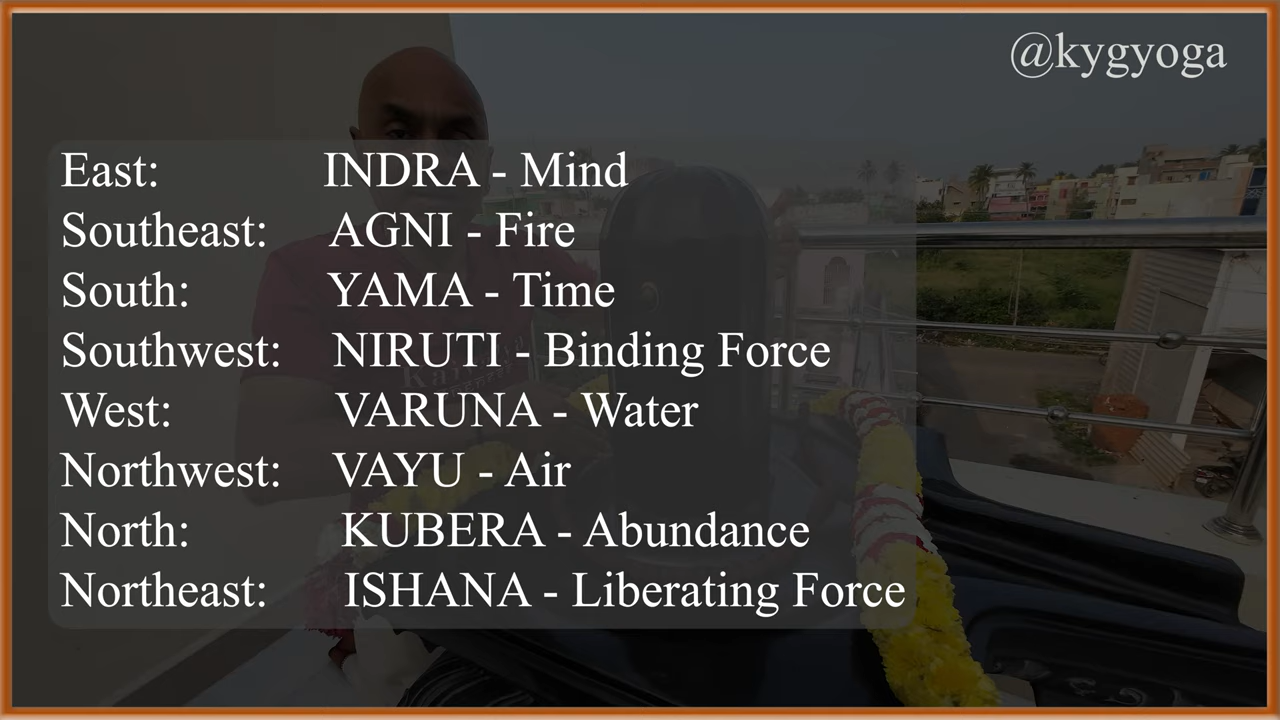 @kygyoga
East: INDRA - Mind
Southeast: AGNI - Fire
South: YAMA - Time
Southwest: NIRUTI - Binding Force
West: VARUNA - Water
Northwest: VAYU - Air
North: KUBERA - Abundance
Northeast: ISHANA - Liberating Force